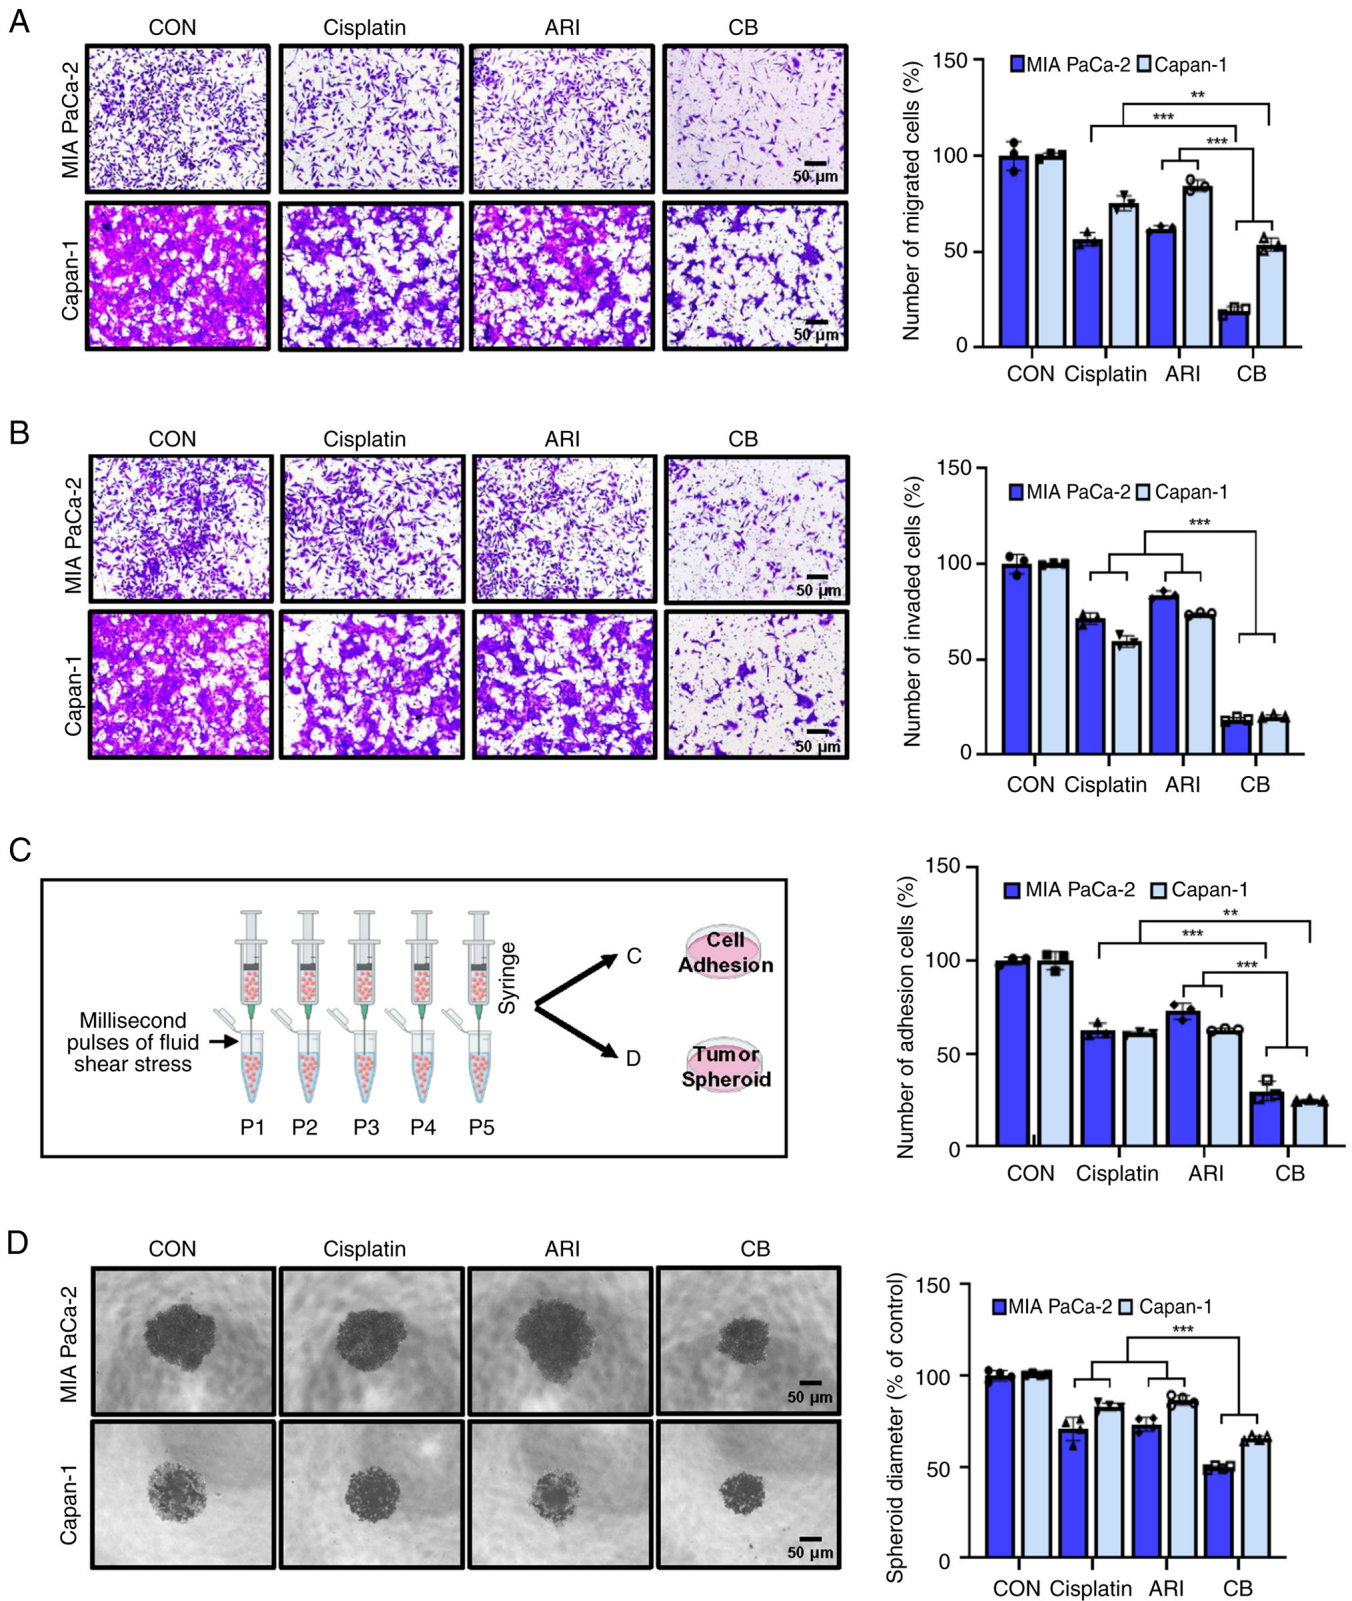 A
CON Cisplatin ARI CB
MIA PaCa-2
50 µm
Capan-1
50 µm
Number of migrated cells (%)
150
100
50
0
MIA PaCa-2 Capan-1
**
***
***
CON Cisplatin ARI CB
B
CON Cisplatin ARI CB
MIA PaCa-2
50 µm
Capan-1
50 µm
Number of invaded cells (%)
150
100
50
0
MIA PaCa-2 Capan-1
***
CON Cisplatin ARI CB
C
Millisecond
pulses of fluid
shear stress
Syringe
P1 P2 P3 P4 P5
C
Cell
Adhesion
D
Tumor
Spheroid
Number of adhesion cells (%)
150
100
50
0
MIA PaCa-2 Capan-1
**
***
***
CON Cisplatin ARI CB
D
CON Cisplatin ARI CB
MIA PaCa-2
50 µm
Capan-1
50 µm
Spheroid diameter (% of control)
150
100
50
0
MIA PaCa-2 Capan-1
***
CON Cisplatin ARI CB